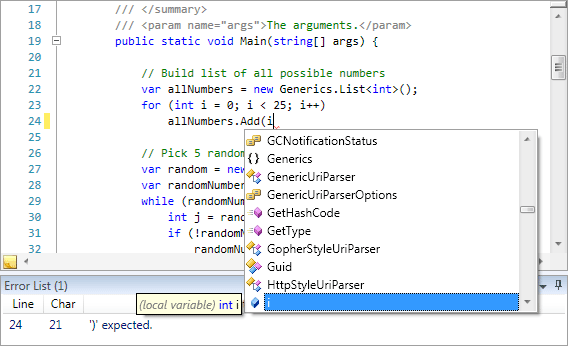 17 /// </summary>
18 /// <param name="args">The arguments.</param>
19 public static void Main(string[] args) {
20
21 // Build list of all possible numbers
22 var allNumbers = new Generics.List<int>();
23 for (int i = 0; i < 25; i++)
24 allNumbers.Add(i
25
26 // Pick 5 random
27 var random = new
28 var randomNumber
29 while (randomNu
30 int j = rand
31 if (!random
32 randomNu
GCNotificationStatus
{} Generics
GenericUriParser
GenericUriParserOptions
GetHashCode
GetType
GopherStyleUriParser
Guid
HttpStyleUriParser
i
(local variable) int i
Error List (1)
Line Char
24 21 ')' expected.